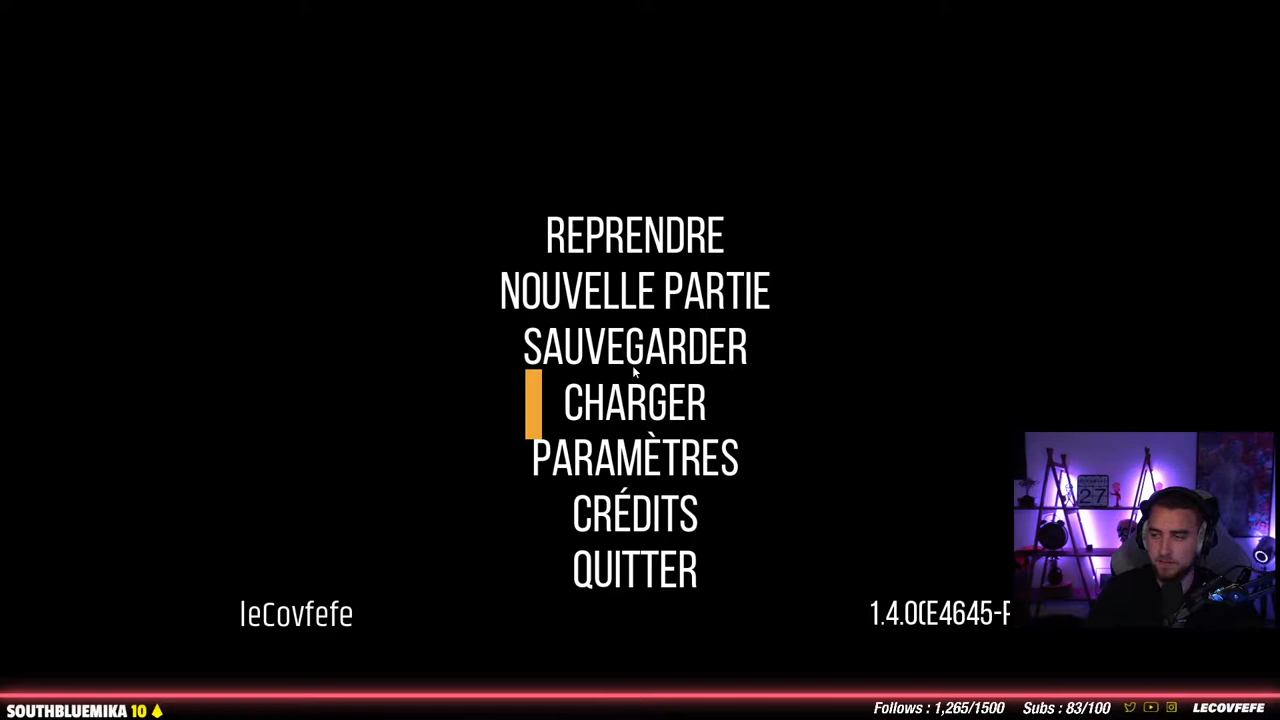 REPRENDRE
NOUVELLE PARTIE
SAUVEGARDER
CHARGER
PARAMÈTRES
CRÉDITS
QUITTER
leCovfefe
1.4.0(E4645-
27
SOUTHBLUEMIKA 10
Follows : 1,265/1500
Subs : 83/100
LECOVFEFE